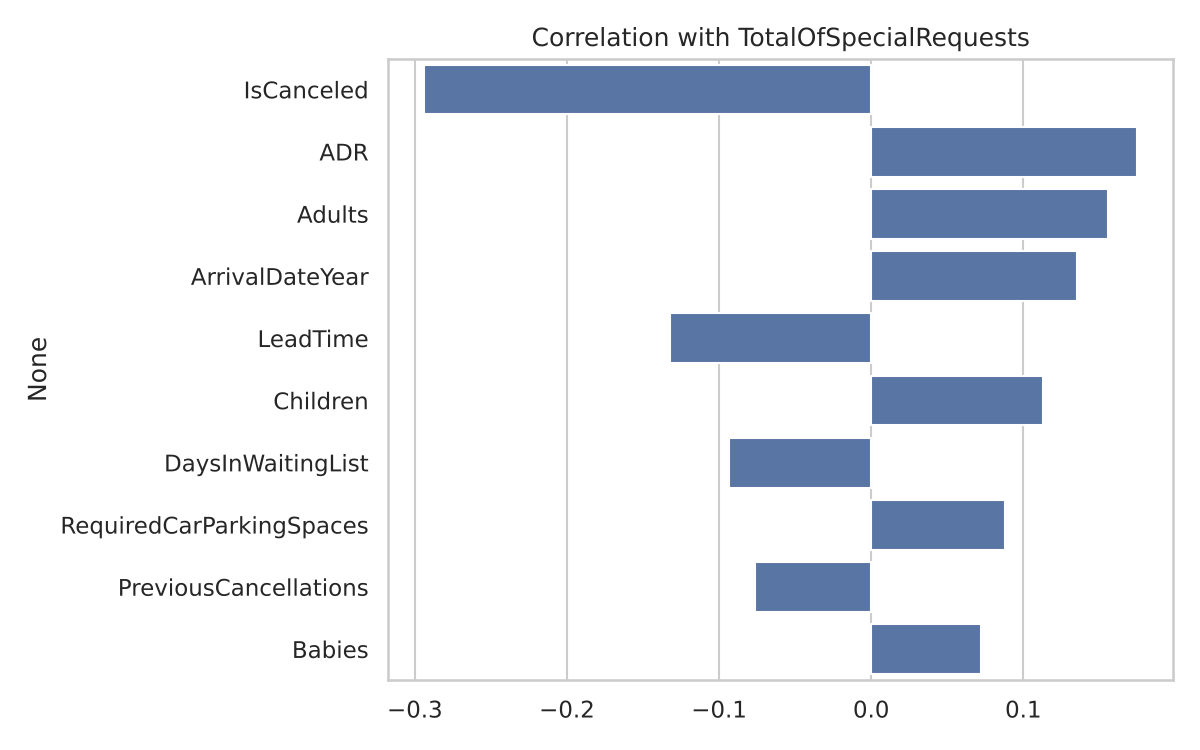 Correlation with TotalOfSpecialRequests
IsCanceled
ADR
Adults
ArrivalDateYear
LeadTime
Children
DaysInWaitingList
RequiredCarParkingSpaces
PreviousCancellations
Babies
None
−0.3 −0.2 −0.1 0.0 0.1